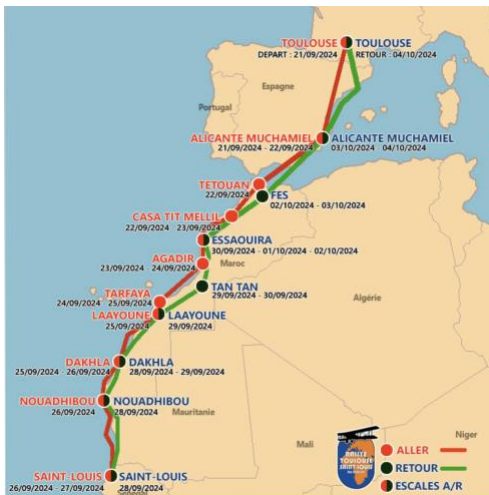 TOULOUSE TOULOUSE
DEPART : 21/09/2024 RETOUR : 04/10/2024
Espagne
Portugal
ALICANTE MUCHAMIEL ALICANTE MUCHAMIEL
21/09/2024 - 22/09/2024 03/10/2024 - 04/10/2024
TETOUAN
22/09/2024
FES
02/10/2024 - 03/10/2024
CASA TIT MELLIL
22/09/2024 - 23/09/2024
ESSAOUIRA
30/09/2024 - 01/10/2024 - 02/10/2024
AGADIR
23/09/2024 - 24/09/2024
Maroc
TAN TAN
29/09/2024 - 30/09/2024
Algérie
TARFAYA
24/09/2024 - 25/09/2024
LAAYOUNE LAAYOUNE
25/09/2024 29/09/2024
DAKHLA DAKHLA
25/09/2024 - 26/09/2024 28/09/2024 - 29/09/2024
NOUADHIBOU NOUADHIBOU
26/09/2024 28/09/2024
Mauritanie
Mali
Niger
SAINT-LOUIS SAINT-LOUIS
26/09/2024 - 27/09/2024 28/09/2024
RALLYE
TOULOUSE
SAINT-LOUIS
ALLER
RETOUR
ESCALES A/R